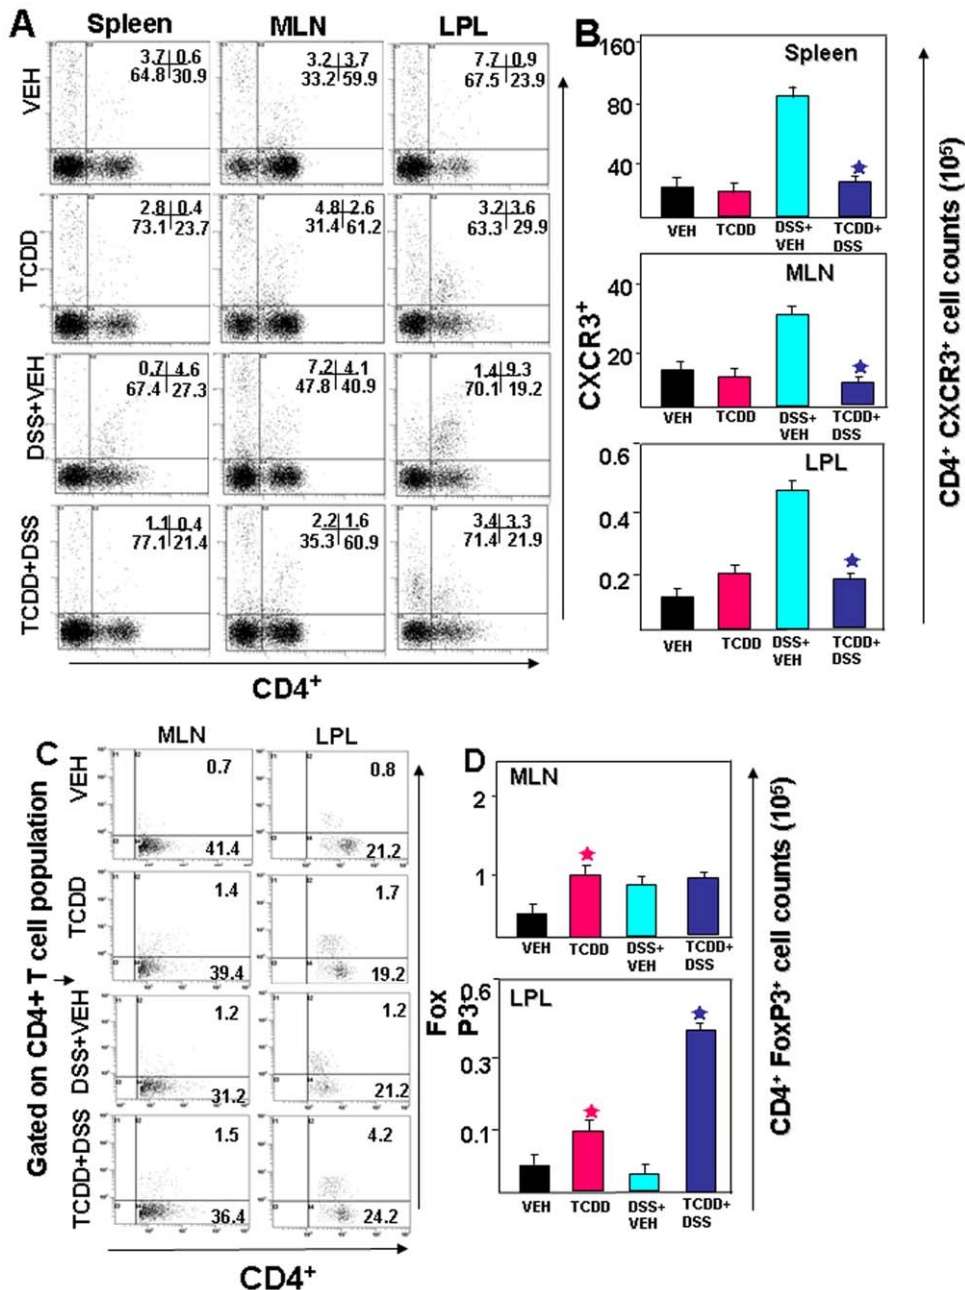 A
Spleen
MLN
LPL
VEH
3.7 0.6
64.8 30.9
3.2 3.7
33.2 59.9
7.7 0.9
67.5 23.9
TCDD
2.8 0.4
73.1 23.7
4.8 2.6
31.4 61.2
3.2 3.6
63.3 29.9
DSS+VEH
0.7 4.6
67.4 27.3
7.2 4.1
47.8 40.9
1.4 9.3
70.1 19.2
TCDD+DSS
1.1 0.4
77.1 21.4
2.2 1.6
35.3 60.9
3.4 3.3
71.4 21.9
CD4⁺
CXCR3⁺
B
160
80
40
Spleen
VEH
TCDD
DSS+
VEH
TCDD+
DSS
MLN
40
20
VEH
TCDD
DSS+
VEH
TCDD+
DSS
0.6
0.4
0.2
LPL
VEH
TCDD
DSS+
VEH
TCDD+
DSS
CD4⁺ CXCR3⁺ cell counts (10⁵)
C
MLN
LPL
Gated on CD4+ T cell population
VEH
0.7
41.4
0.8
21.2
TCDD
1.4
39.4
1.7
19.2
DSS+VEH
1.2
31.2
1.2
21.2
TCDD+DSS
1.5
36.4
4.2
24.2
CD4⁺
Fox
P3⁺
D
MLN
2
1
VEH
TCDD
DSS+
VEH
TCDD+
DSS
0.6
0.3
0.1
LPL
VEH
TCDD
DSS+
VEH
TCDD+
DSS
CD4⁺ FoxP3⁺ cell counts (10⁵)